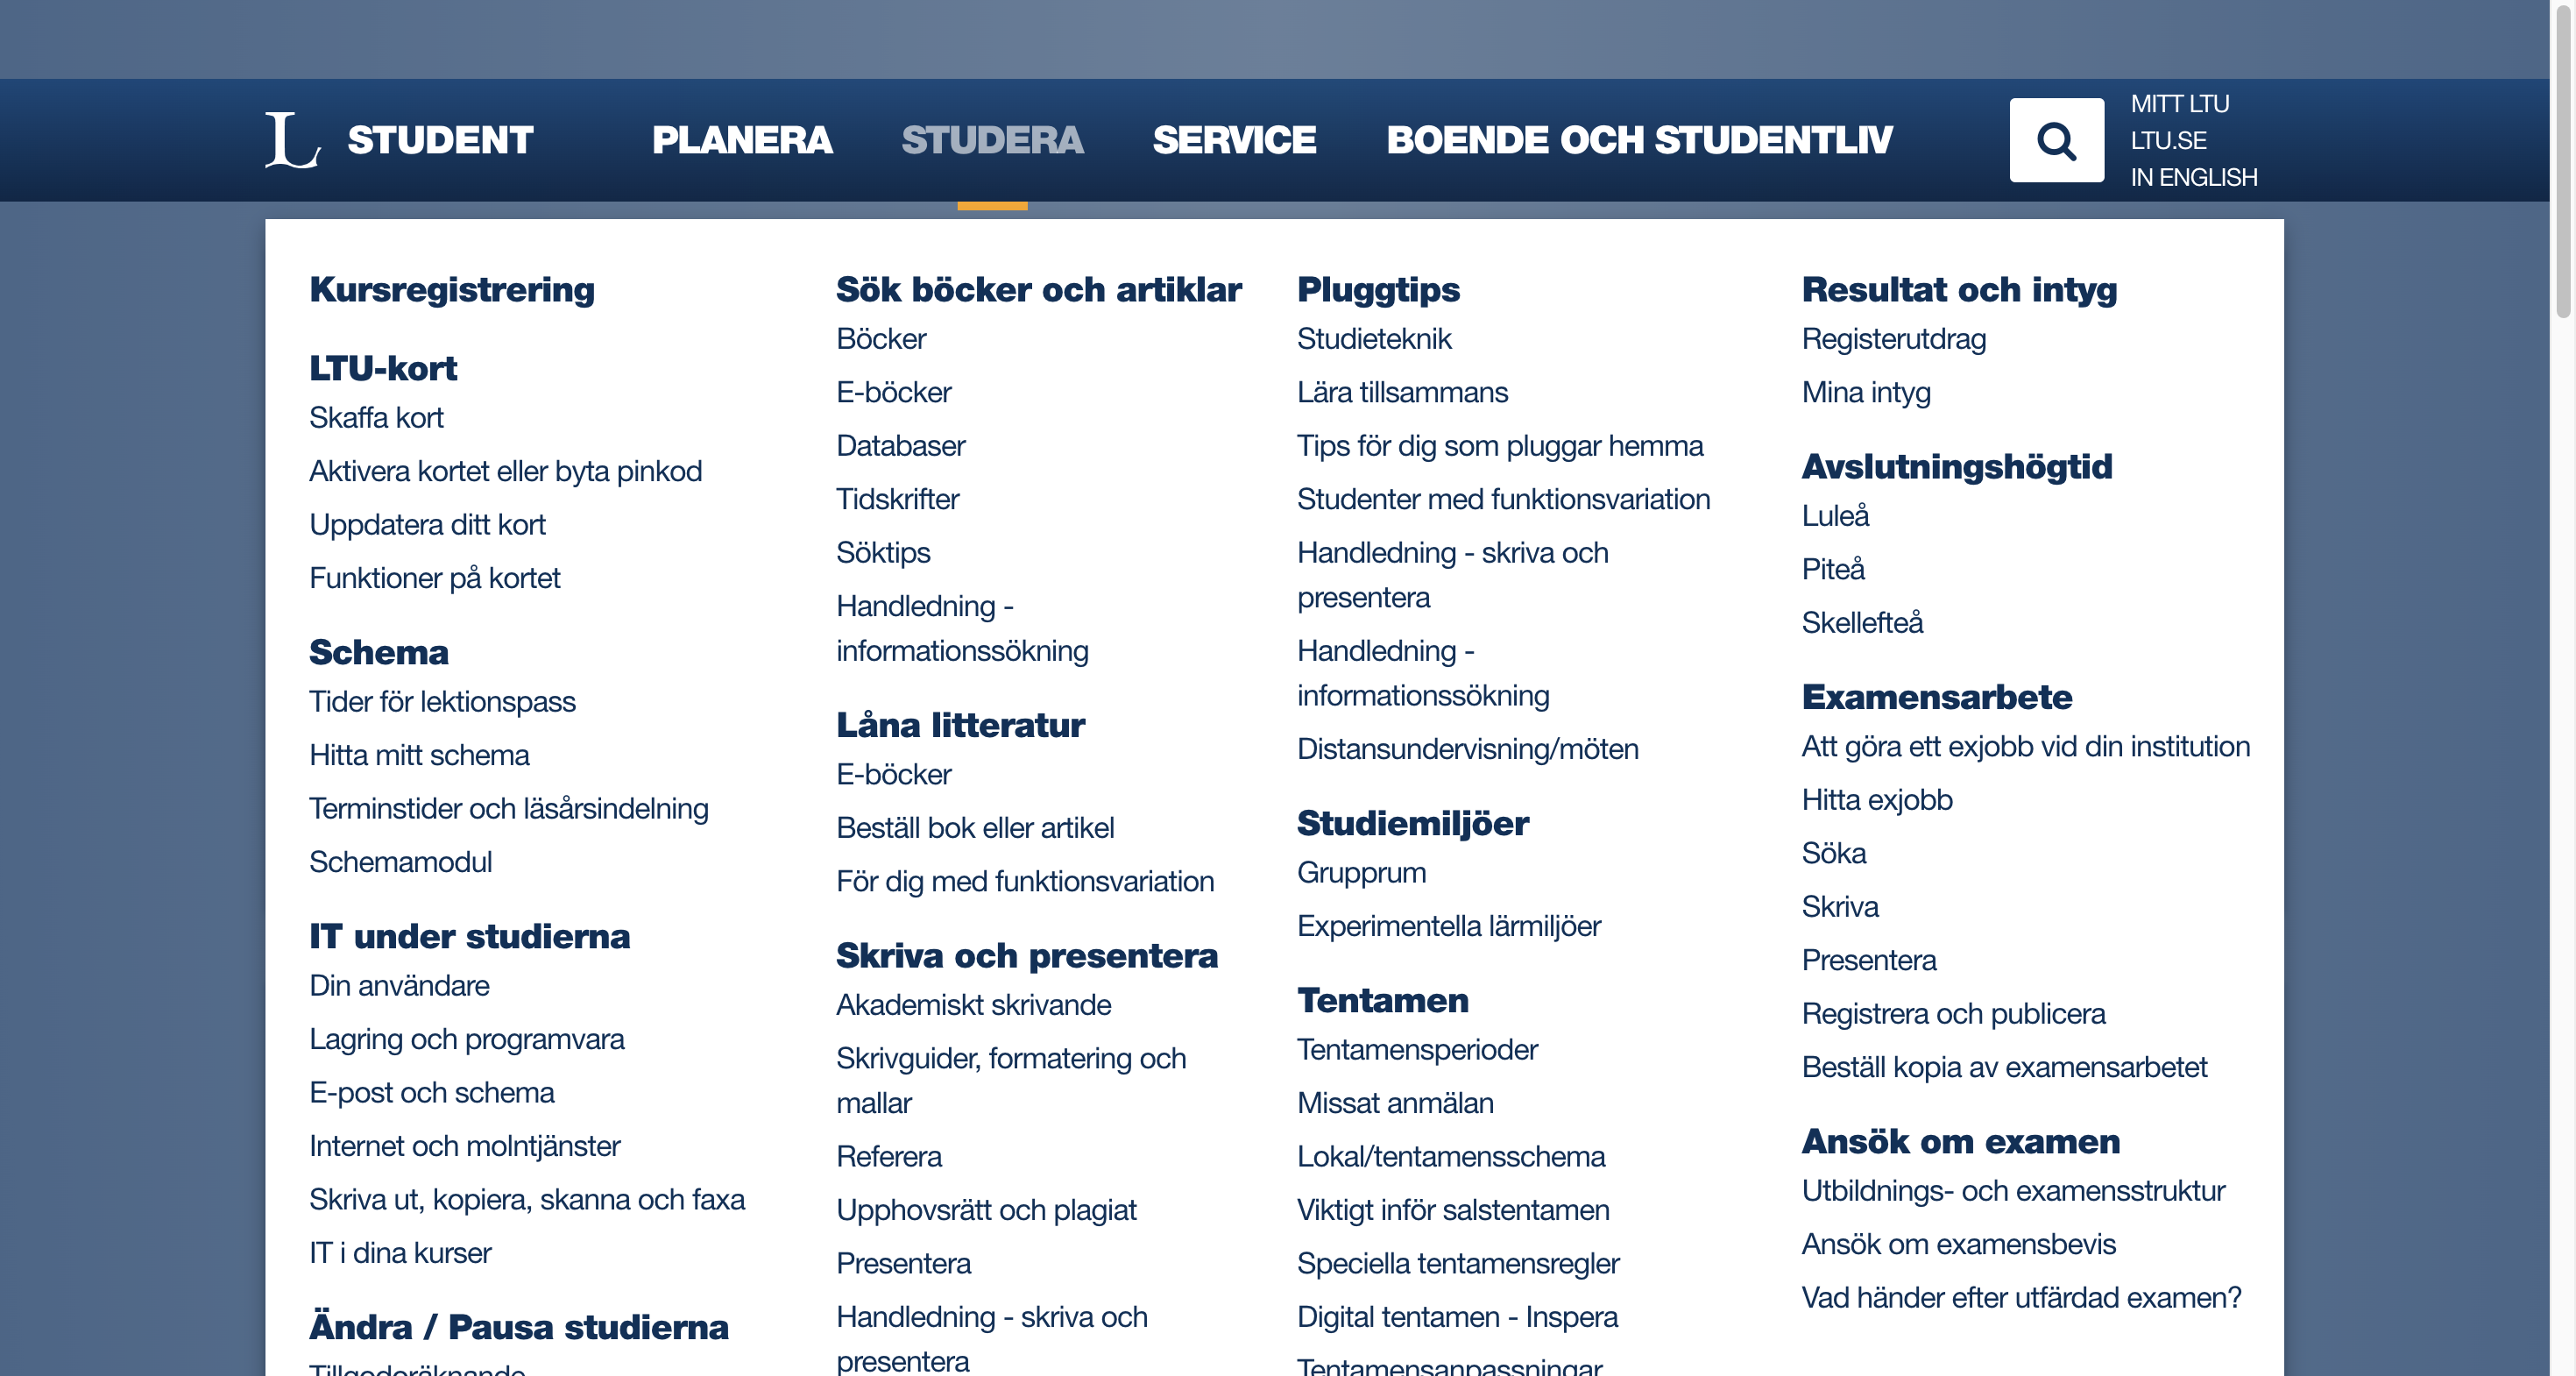 L STUDENT
PLANERA
STUDERA
SERVICE
BOENDE OCH STUDENTLIV
MITT LTU
LTU.SE
IN ENGLISH
Kursregistrering
LTU-kort
Skaffa kort
Aktivera kortet eller byta pinkod
Uppdatera ditt kort
Funktioner på kortet
Schema
Tider för lektionspass
Hitta mitt schema
Terminstider och läsårsindelning
Schemamodul
IT under studierna
Din användare
Lagring och programvara
E-post och schema
Internet och molntjänster
Skriva ut, kopiera, skanna och faxa
IT i dina kurser
Ändra / Pausa studierna
Tillgodoräknande
Sök böcker och artiklar
Böcker
E-böcker
Databaser
Tidskrifter
Söktips
Handledning -
informationssökning
Låna litteratur
E-böcker
Beställ bok eller artikel
För dig med funktionsvariation
Skriva och presentera
Akademiskt skrivande
Skrivguider, formatering och
mallar
Referera
Upphovsrätt och plagiat
Presentera
Handledning - skriva och
presentera
Pluggtips
Studieteknik
Lära tillsammans
Tips för dig som pluggar hemma
Studenter med funktionsvariation
Handledning - skriva och
presentera
Handledning -
informationssökning
Distansundervisning/möten
Studiemiljöer
Grupprum
Experimentella lärmiljöer
Tentamen
Tentamensperioder
Missat anmälan
Lokal/tentamensschema
Viktigt inför salstentamen
Speciella tentamensregler
Digital tentamen - Inspera
Tentamensanpassningar
Resultat och intyg
Registerutdrag
Mina intyg
Avslutningshögtid
Luleå
Piteå
Skellefteå
Examensarbete
Att göra ett exjobb vid din institution
Hitta exjobb
Söka
Skriva
Presentera
Registrera och publicera
Beställ kopia av examensarbetet
Ansök om examen
Utbildnings- och examensstruktur
Ansök om examensbevis
Vad händer efter utfärdad examen?